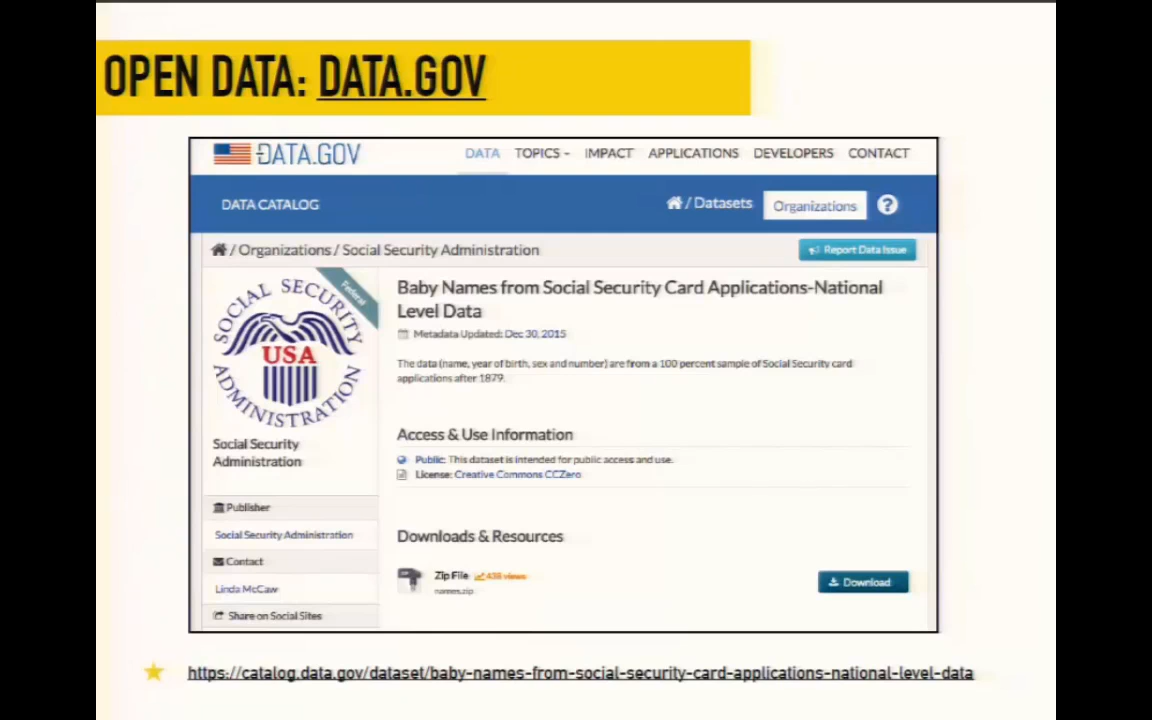 OPEN DATA: DATA.GOV
DATA.GOV
DATA TOPICS IMPACT APPLICATIONS DEVELOPERS CONTACT
DATA CATALOG
/ Datasets Organizations ?
/ Organizations / Social Security Administration
Report Data Issue
Federal
SOCIAL SECURITY ADMINISTRATION
USA
Social Security
Administration
Publisher
Social Security Administration
Contact
Linda McCaw
Share on Social Sites
Baby Names from Social Security Card Applications-National
Level Data
Metadata Updated: Dec 30, 2015
The data (name, year of birth, sex and number) are from a 100 percent sample of Social Security card
applications after 1879.
Access & Use Information
Public: This dataset is intended for public access and use.
License: Creative Commons CCZero
Downloads & Resources
Zip File 438 views
names.zip
Download
https://catalog.data.gov/dataset/baby-names-from-social-security-card-applications-national-level-data